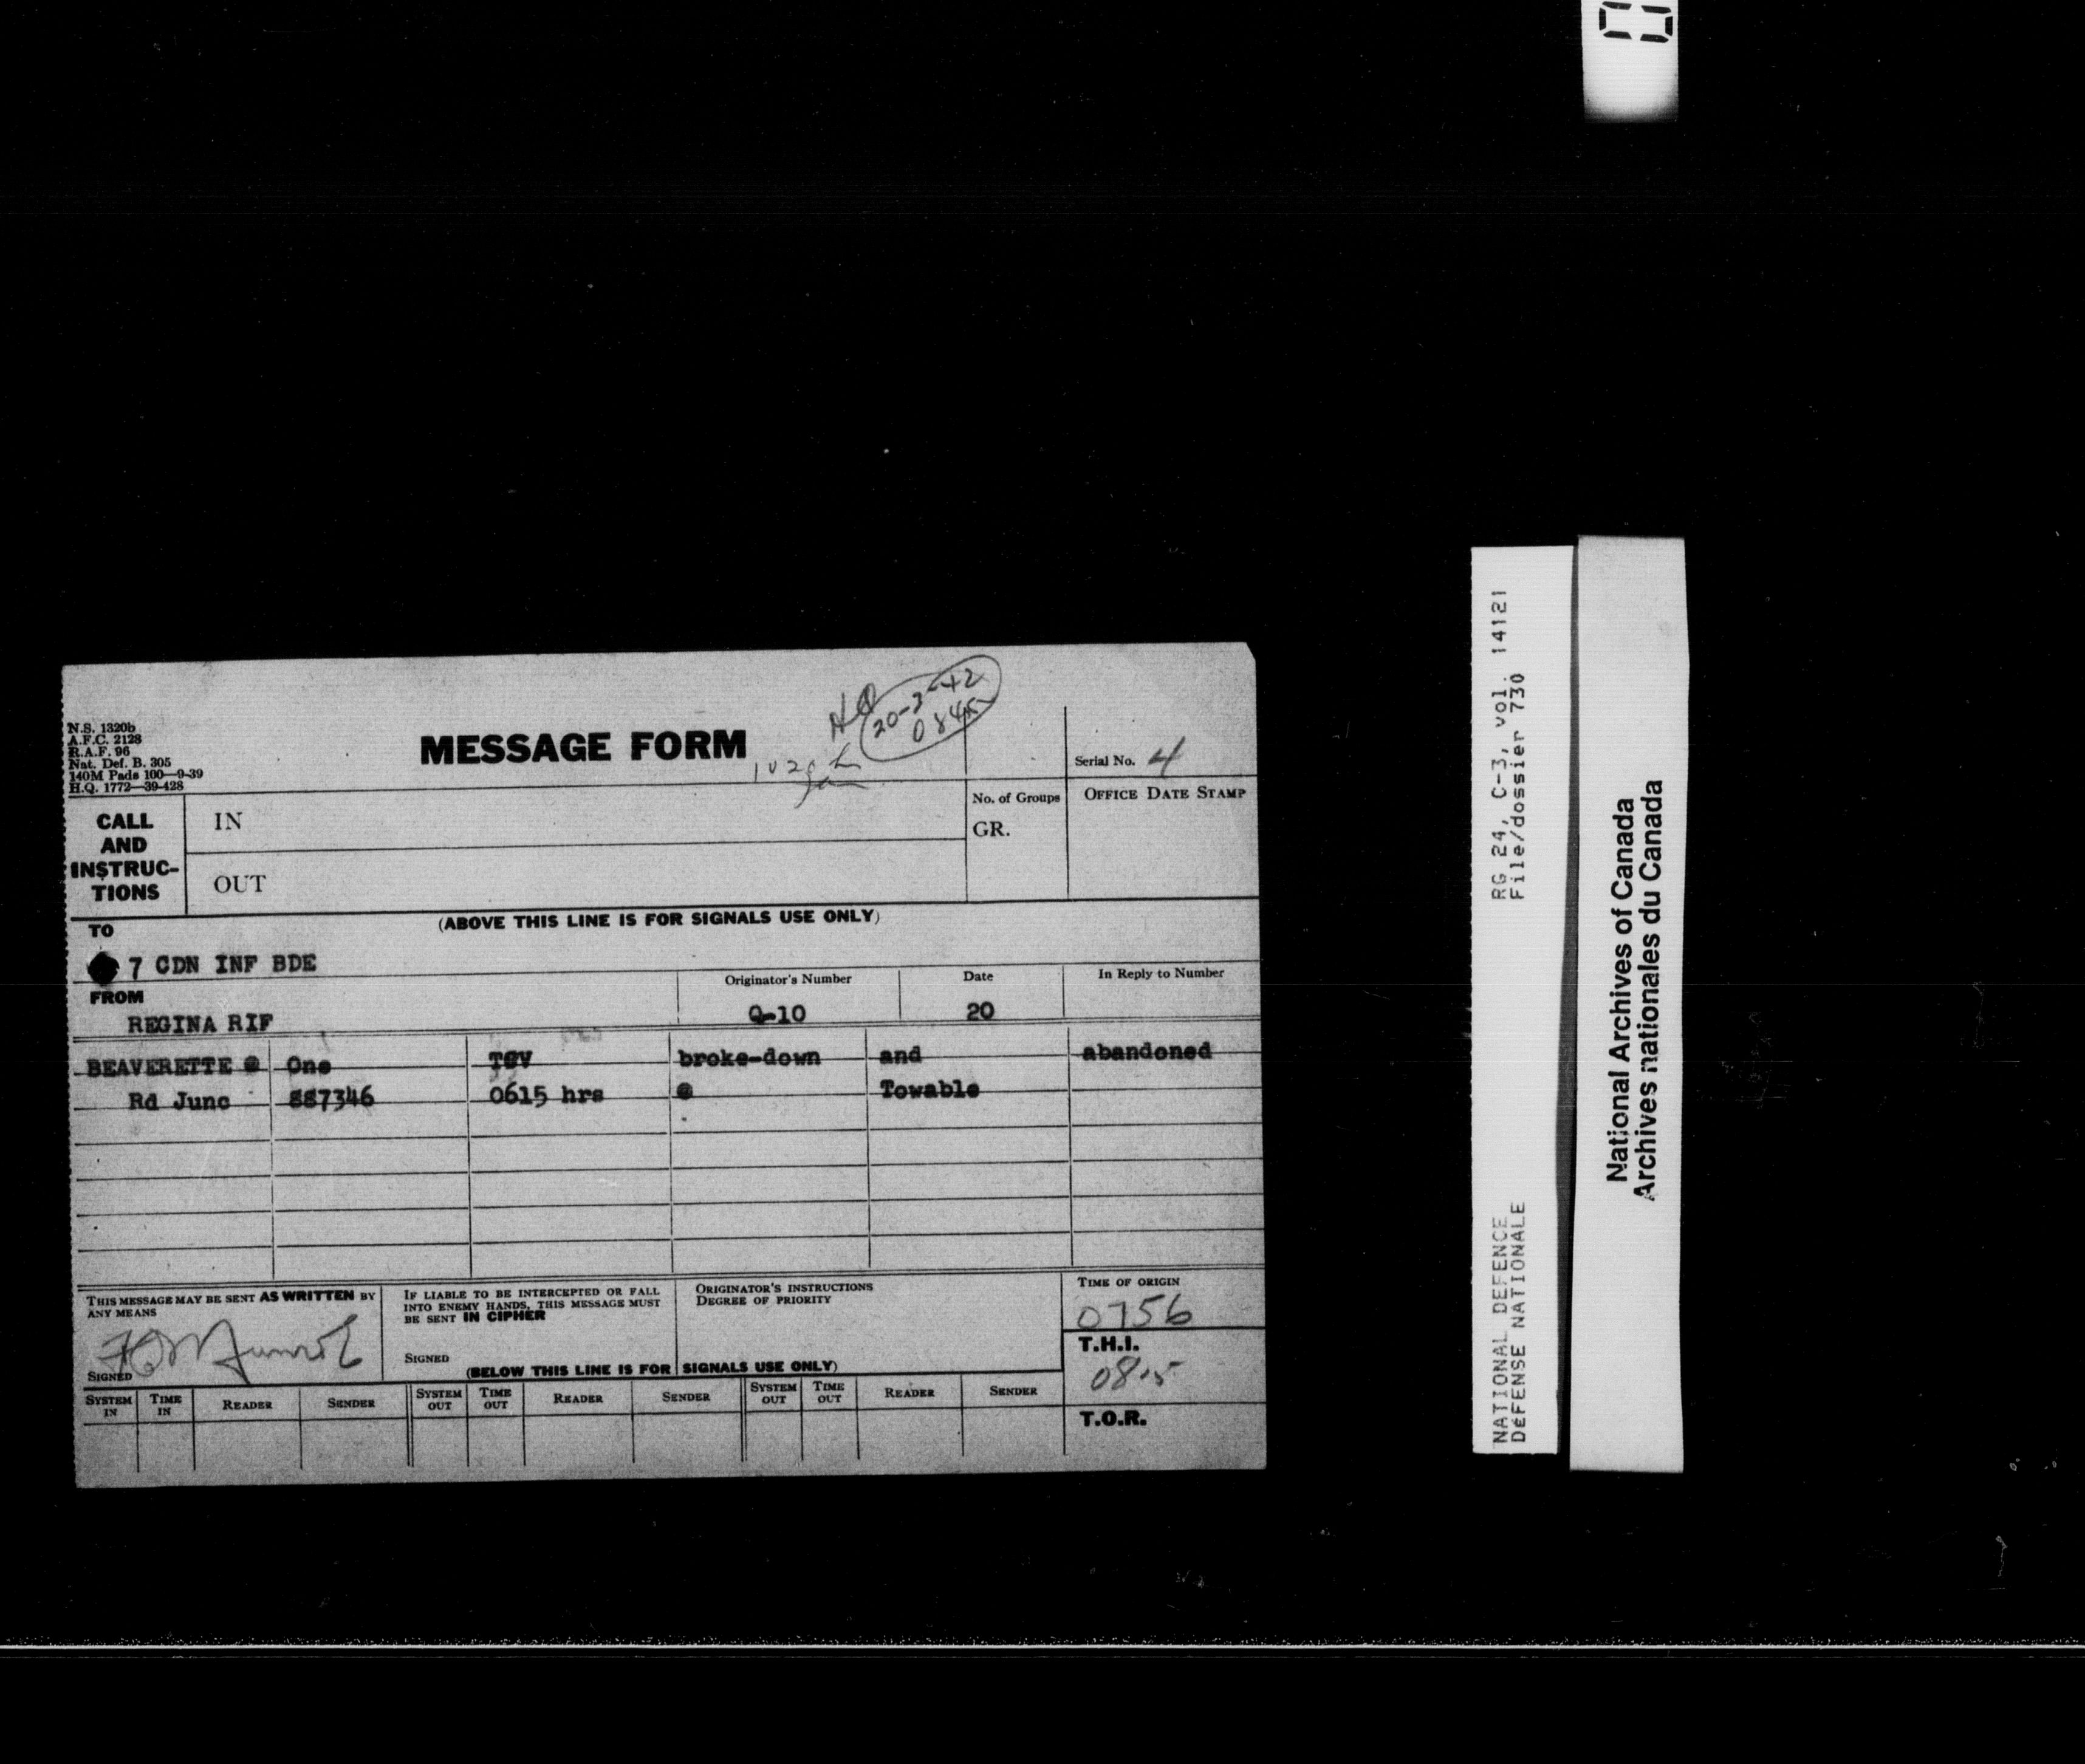 N.S. 1320b
A.F.C. 2128
R.A.F. 96
Nat. Def. B. 305
140M Pads 100—9-39
H.Q. 1772—39-428
MESSAGE FORM
20-3-42
0845
Serial No. 4
CALL AND INSTRUC-TIONS
IN
OUT
No. of Groups
GR.
OFFICE DATE STAMP
(ABOVE THIS LINE IS FOR SIGNALS USE ONLY)
TO
7 CDN INF BDE
FROM
REGINA RIF
Originator's Number
Q-10
Date
20
In Reply to Number
BEAVERETTE @ One broke-down and abandoned
Rd Junc 887346 0615 hrs @ Towable
THIS MESSAGE MAY BE SENT AS WRITTEN BY
ANY MEANS
SIGNED
IF LIABLE TO BE INTERCEPTED OR FALL
INTO ENEMY HANDS, THIS MESSAGE MUST
BE SENT IN CIPHER
SIGNED
ORIGINATOR'S INSTRUCTIONS
DEGREE OF PRIORITY
TIME OF ORIGIN
0756
T.H.I.
T.O.R.
(BELOW THIS LINE IS FOR SIGNALS USE ONLY)
SYSTEM IN TIME IN READER SENDER SYSTEM OUT TIME OUT READER SENDER SYSTEM OUT TIME OUT READER SENDER
RG 24, C-3, vol. 14121
File/dossier 730
NATIONAL DEFENCE
DÉFENSE NATIONALE
National Archives of Canada
Archives nationales du Canada